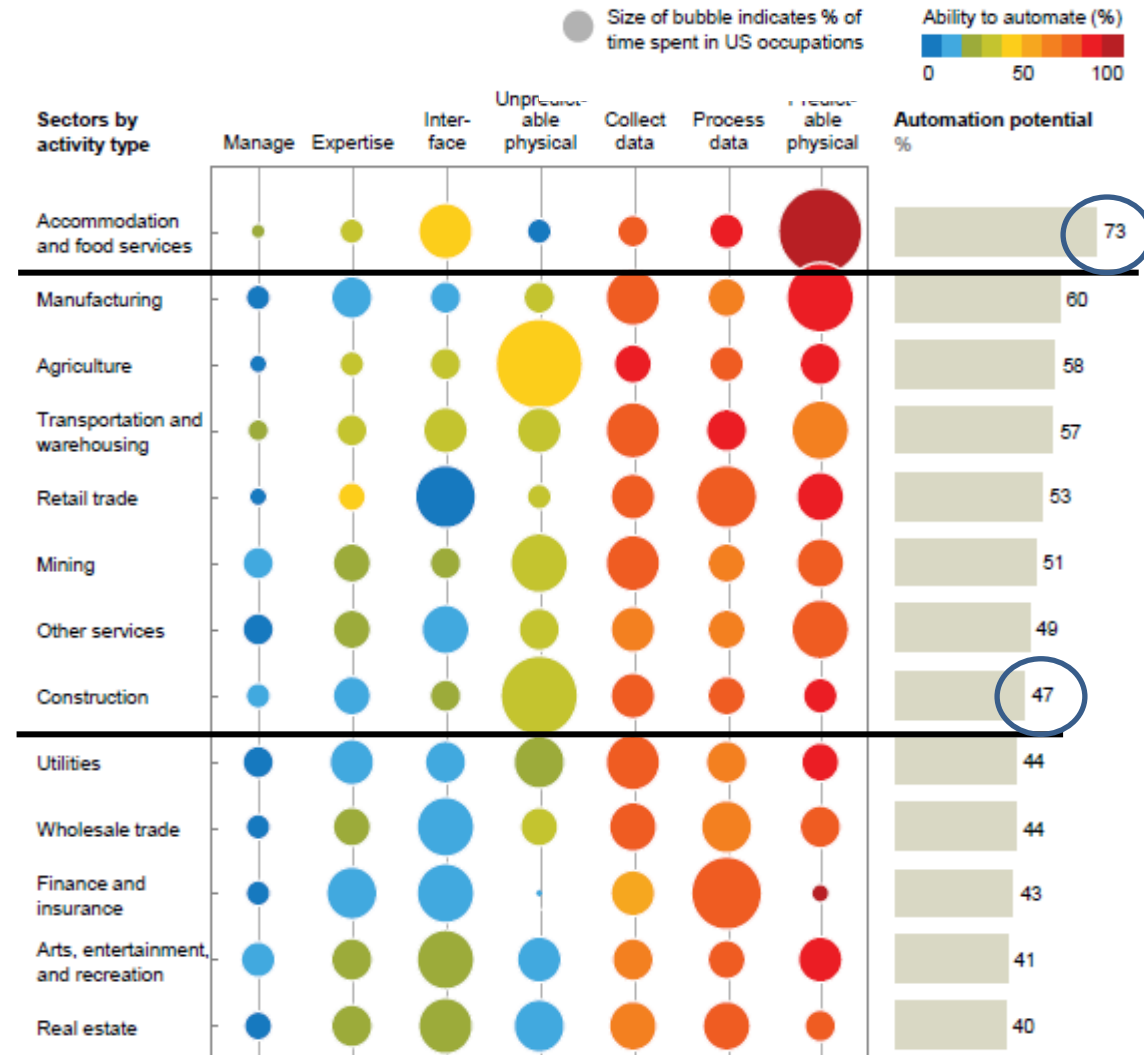 Size of bubble indicates % of
time spent in US occupations
Ability to automate (%)
0 50 100
Sectors by
activity type
Manage
Expertise
Inter-
face
Unpredict-
able
physical
Collect
data
Process
data
able
physical
Automation potential
%
Accommodation
and food services
73
Manufacturing
60
Agriculture
58
Transportation and
warehousing
57
Retail trade
53
Mining
51
Other services
49
Construction
47
Utilities
44
Wholesale trade
44
Finance and
insurance
43
Arts, entertainment,
and recreation
41
Real estate
40